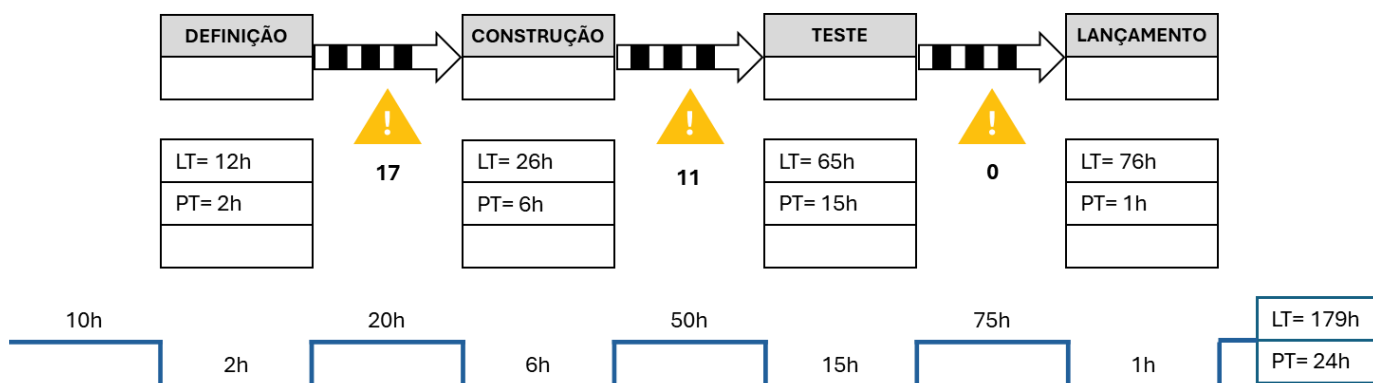 DEFINIÇÃO
CONSTRUÇÃO
TESTE
LANÇAMENTO
!
!
!
17
11
0
LT= 12h
PT= 2h
LT= 26h
PT= 6h
LT= 65h
PT= 15h
LT= 76h
PT= 1h
10h
20h
50h
75h
2h
6h
15h
1h
LT= 179h
PT= 24h